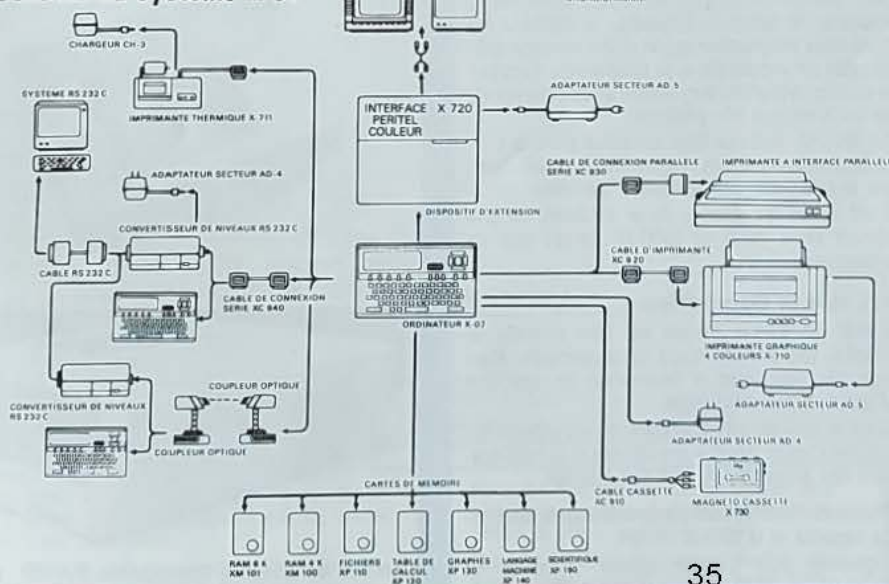 CHARGEUR CH-3
IMPRIMANTE THERMIQUE X-711
SYSTEME RS 232 C
ADAPTATEUR SECTEUR AD-4
CONVERTISSEUR DE NIVEAUX RS 232 C
CABLE RS 232 C
CABLE DE CONNEXION
SERIE XC 840
CONVERTISSEUR DE NIVEAUX
RS 232 C
COUPLEUR OPTIQUE
COUPLEUR OPTIQUE
INTERFACE X 720
PERITEL
COULEUR
ADAPTATEUR SECTEUR AD 5
DISPOSITIF D'EXTENSION
ORDINATEUR X-07
CABLE DE CONNEXION PARALLELE
SERIE XC 830
IMPRIMANTE A INTERFACE PARALLELE
CABLE D'IMPRIMANTE
XC 820
IMPRIMANTE GRAPHIQUE
4 COULEURS X-710
ADAPTATEUR SECTEUR AD 5
ADAPTATEUR SECTEUR AD 4
CABLE CASSETTE
XC 810
MAGNETO CASSETTE
X 730
CARTES DE MEMOIRE
RAM 8 K
XM 101
RAM 4 K
XM 100
FICHIERS
XP 110
TABLE DE
CALCUL
XP 120
GRAPHES
XP 130
LANGAGE
MACHINE
XP 140
SCIENTIFIQUE
XP 150
35